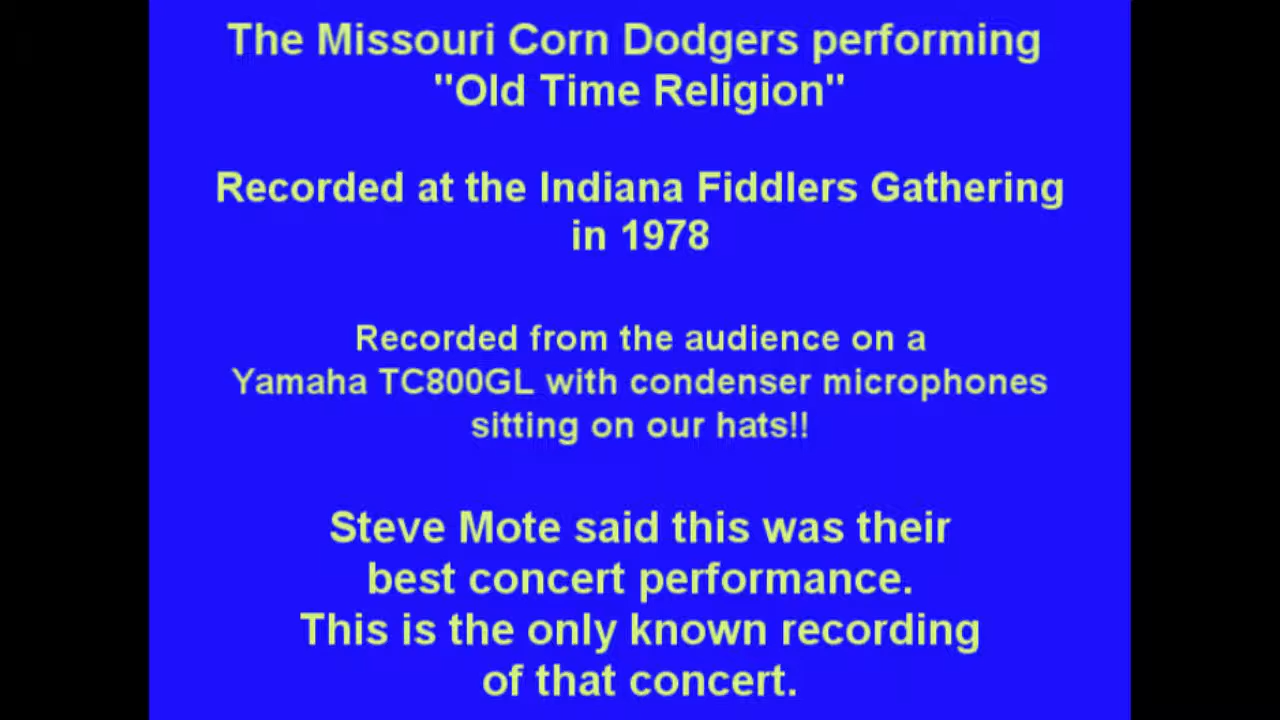 The Missouri Corn Dodgers performing
"Old Time Religion"
Recorded at the Indiana Fiddlers Gathering
in 1978
Recorded from the audience on a
Yamaha TC800GL with condenser microphones
sitting on our hats!!
Steve Mote said this was their
best concert performance.
This is the only known recording
of that concert.